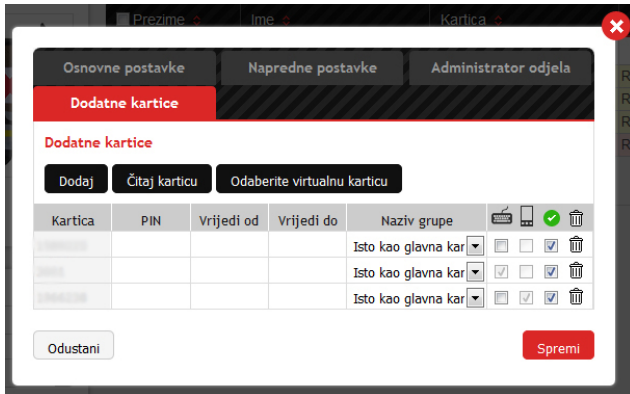 Prezime Ime Kartica
Osnovne postavke Napredne postavke Administrator odjela
Dodatne kartice
Dodatne kartice
Dodaj Čitaj karticu Odaberite virtualnu karticu
Kartica PIN Vrijedi od Vrijedi do Naziv grupe
Isto kao glavna kar
Isto kao glavna kar
Isto kao glavna kar
Odustani Spremi
R
R
R
R